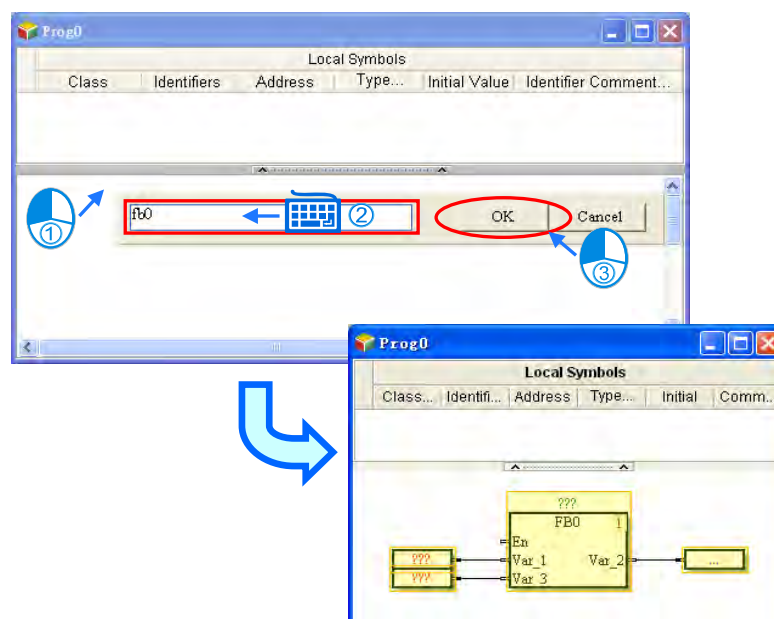 Prog0
Local Symbols
Class Identifiers Address Type... Initial Value Identifier Comment...
fb0 ② OK Cancel
①
③
Prog0
Local Symbols
Class... Identifi... Address Type... Initial Comm...
???
FB0 1
En
??? Var_1 Var_2 ...
??? Var_3